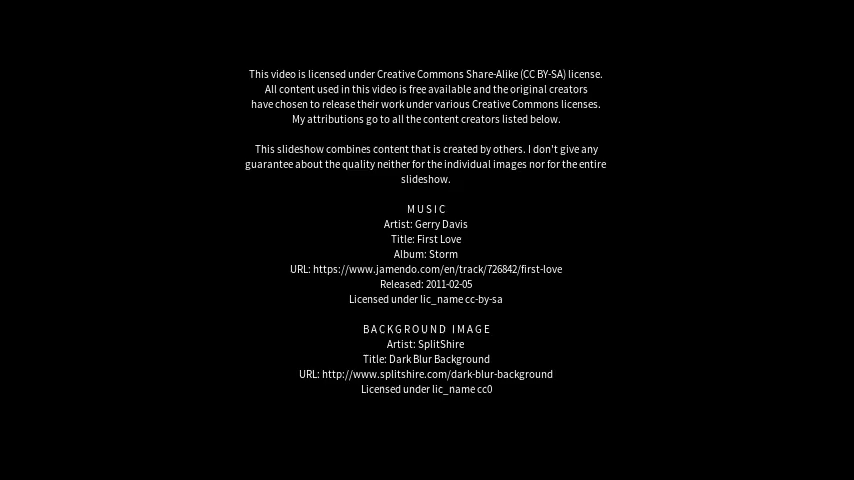 This video is licensed under Creative Commons Share-Alike (CC BY-SA) license.
All content used in this video is free available and the original creators
have chosen to release their work under various Creative Commons licenses.
My attributions go to all the content creators listed below.
This slideshow combines content that is created by others. I don't give any
guarantee about the quality neither for the individual images nor for the entire
slideshow.
MUSIC
Artist: Gerry Davis
Title: First Love
Album: Storm
URL: https://www.jamendo.com/en/track/726842/first-love
Released: 2011-02-05
Licensed under lic_name cc-by-sa
BACKGROUND IMAGE
Artist: SplitShire
Title: Dark Blur Background
URL: http://www.splitshire.com/dark-blur-background
Licensed under lic_name cc0